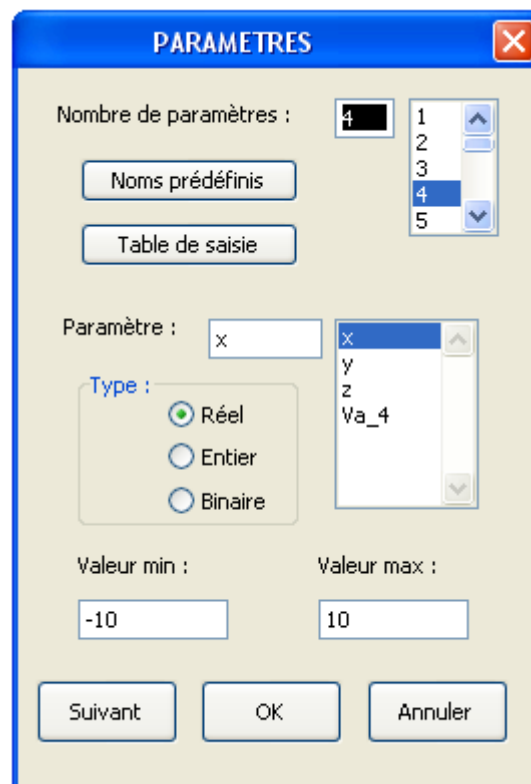 PARAMETRES
Nombre de paramètres :
4
1
2
3
4
5
Noms prédéfinis
Table de saisie
Paramètre :
x
x
y
z
Va_4
Type :
Réel
Entier
Binaire
Valeur min :
Valeur max :
-10
10
Suivant
OK
Annuler